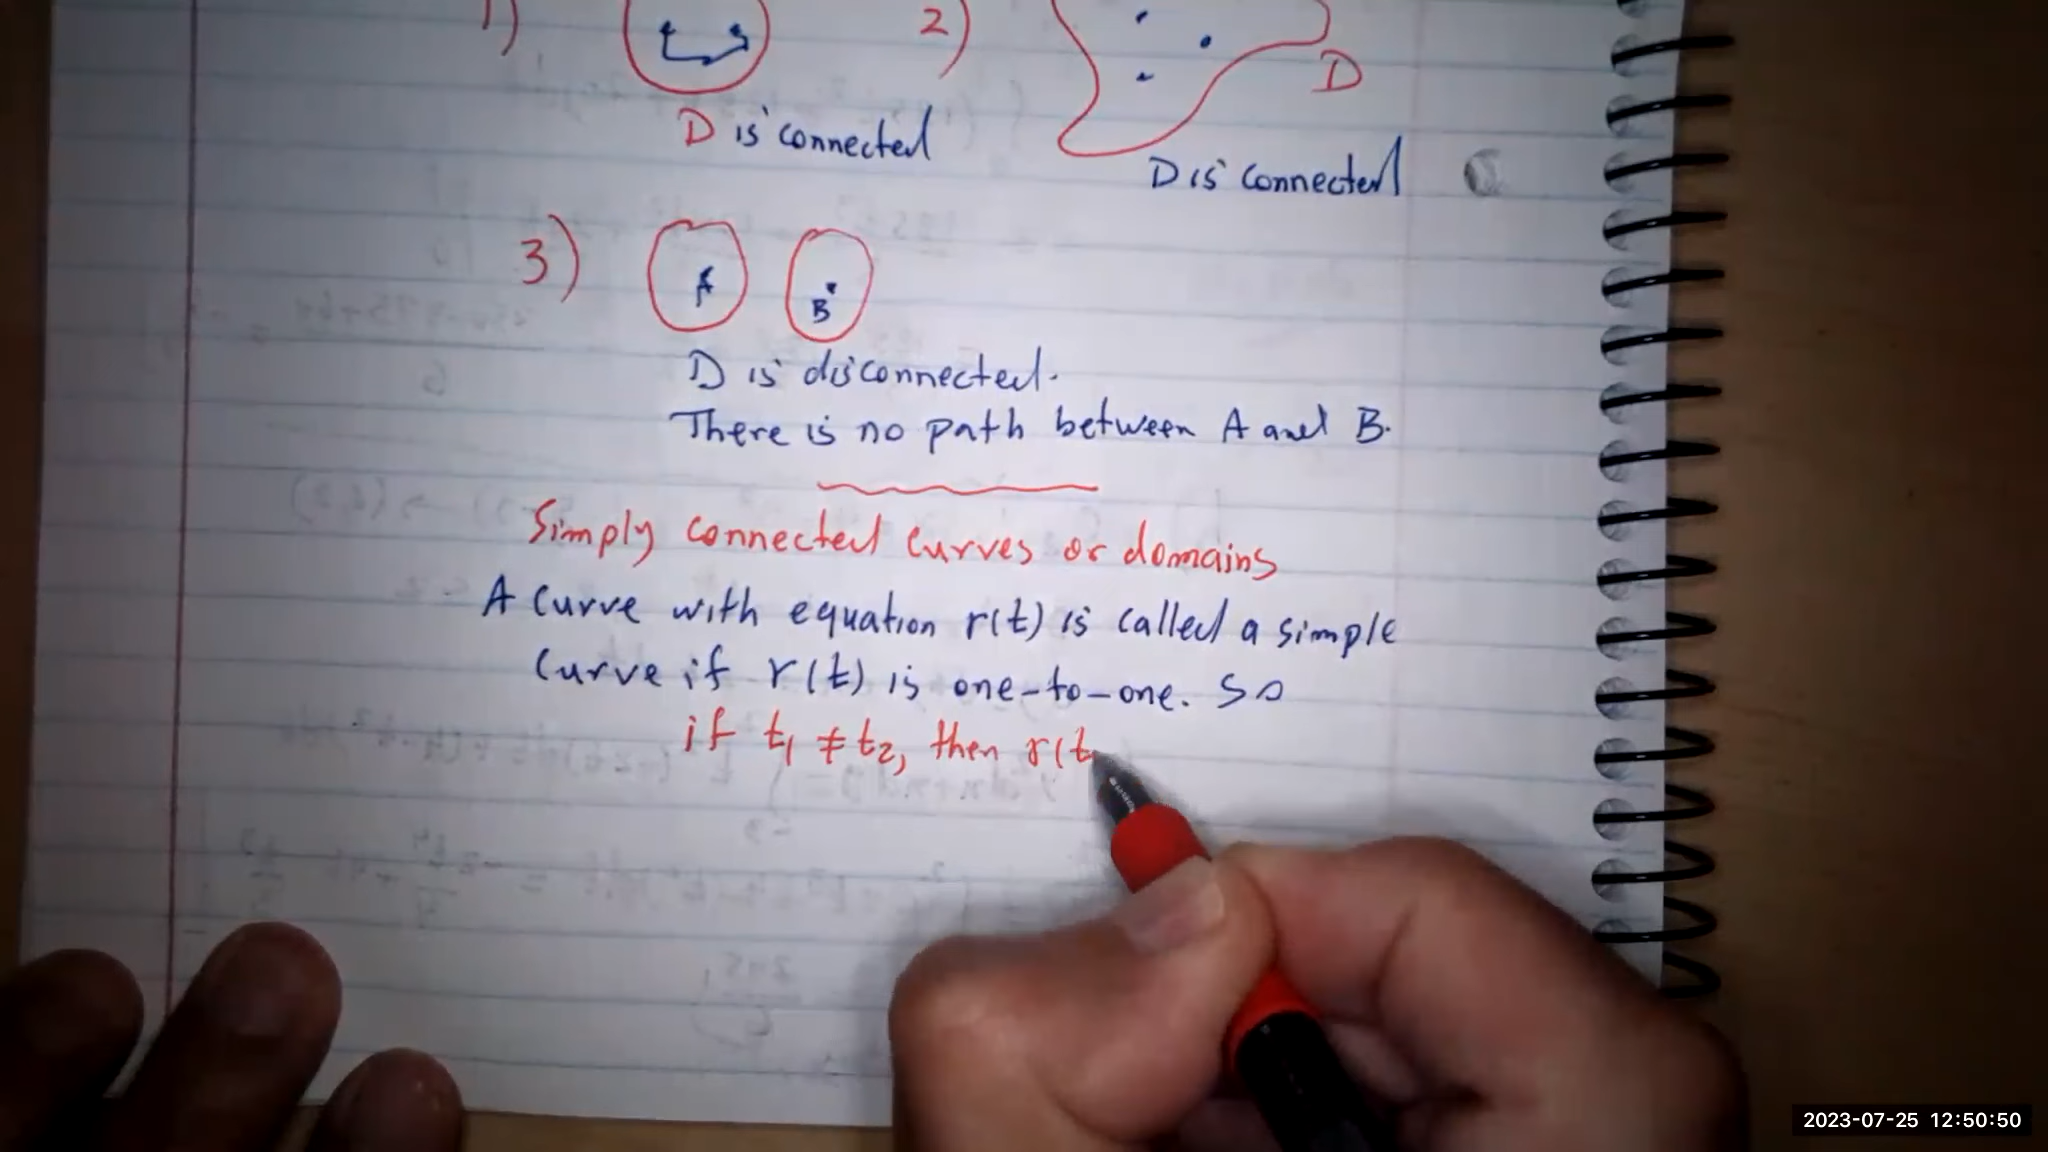 1) 2)
D
D is connected
D is connected
3)
A B
D is disconnected.
There is no path between A and B.
Simply connected curves or domains
A curve with equation r(t) is called a simple
curve if r(t) is one-to-one. So
if t₁ ≠ t₂, then r(t₁
2023-07-25 12:50:50